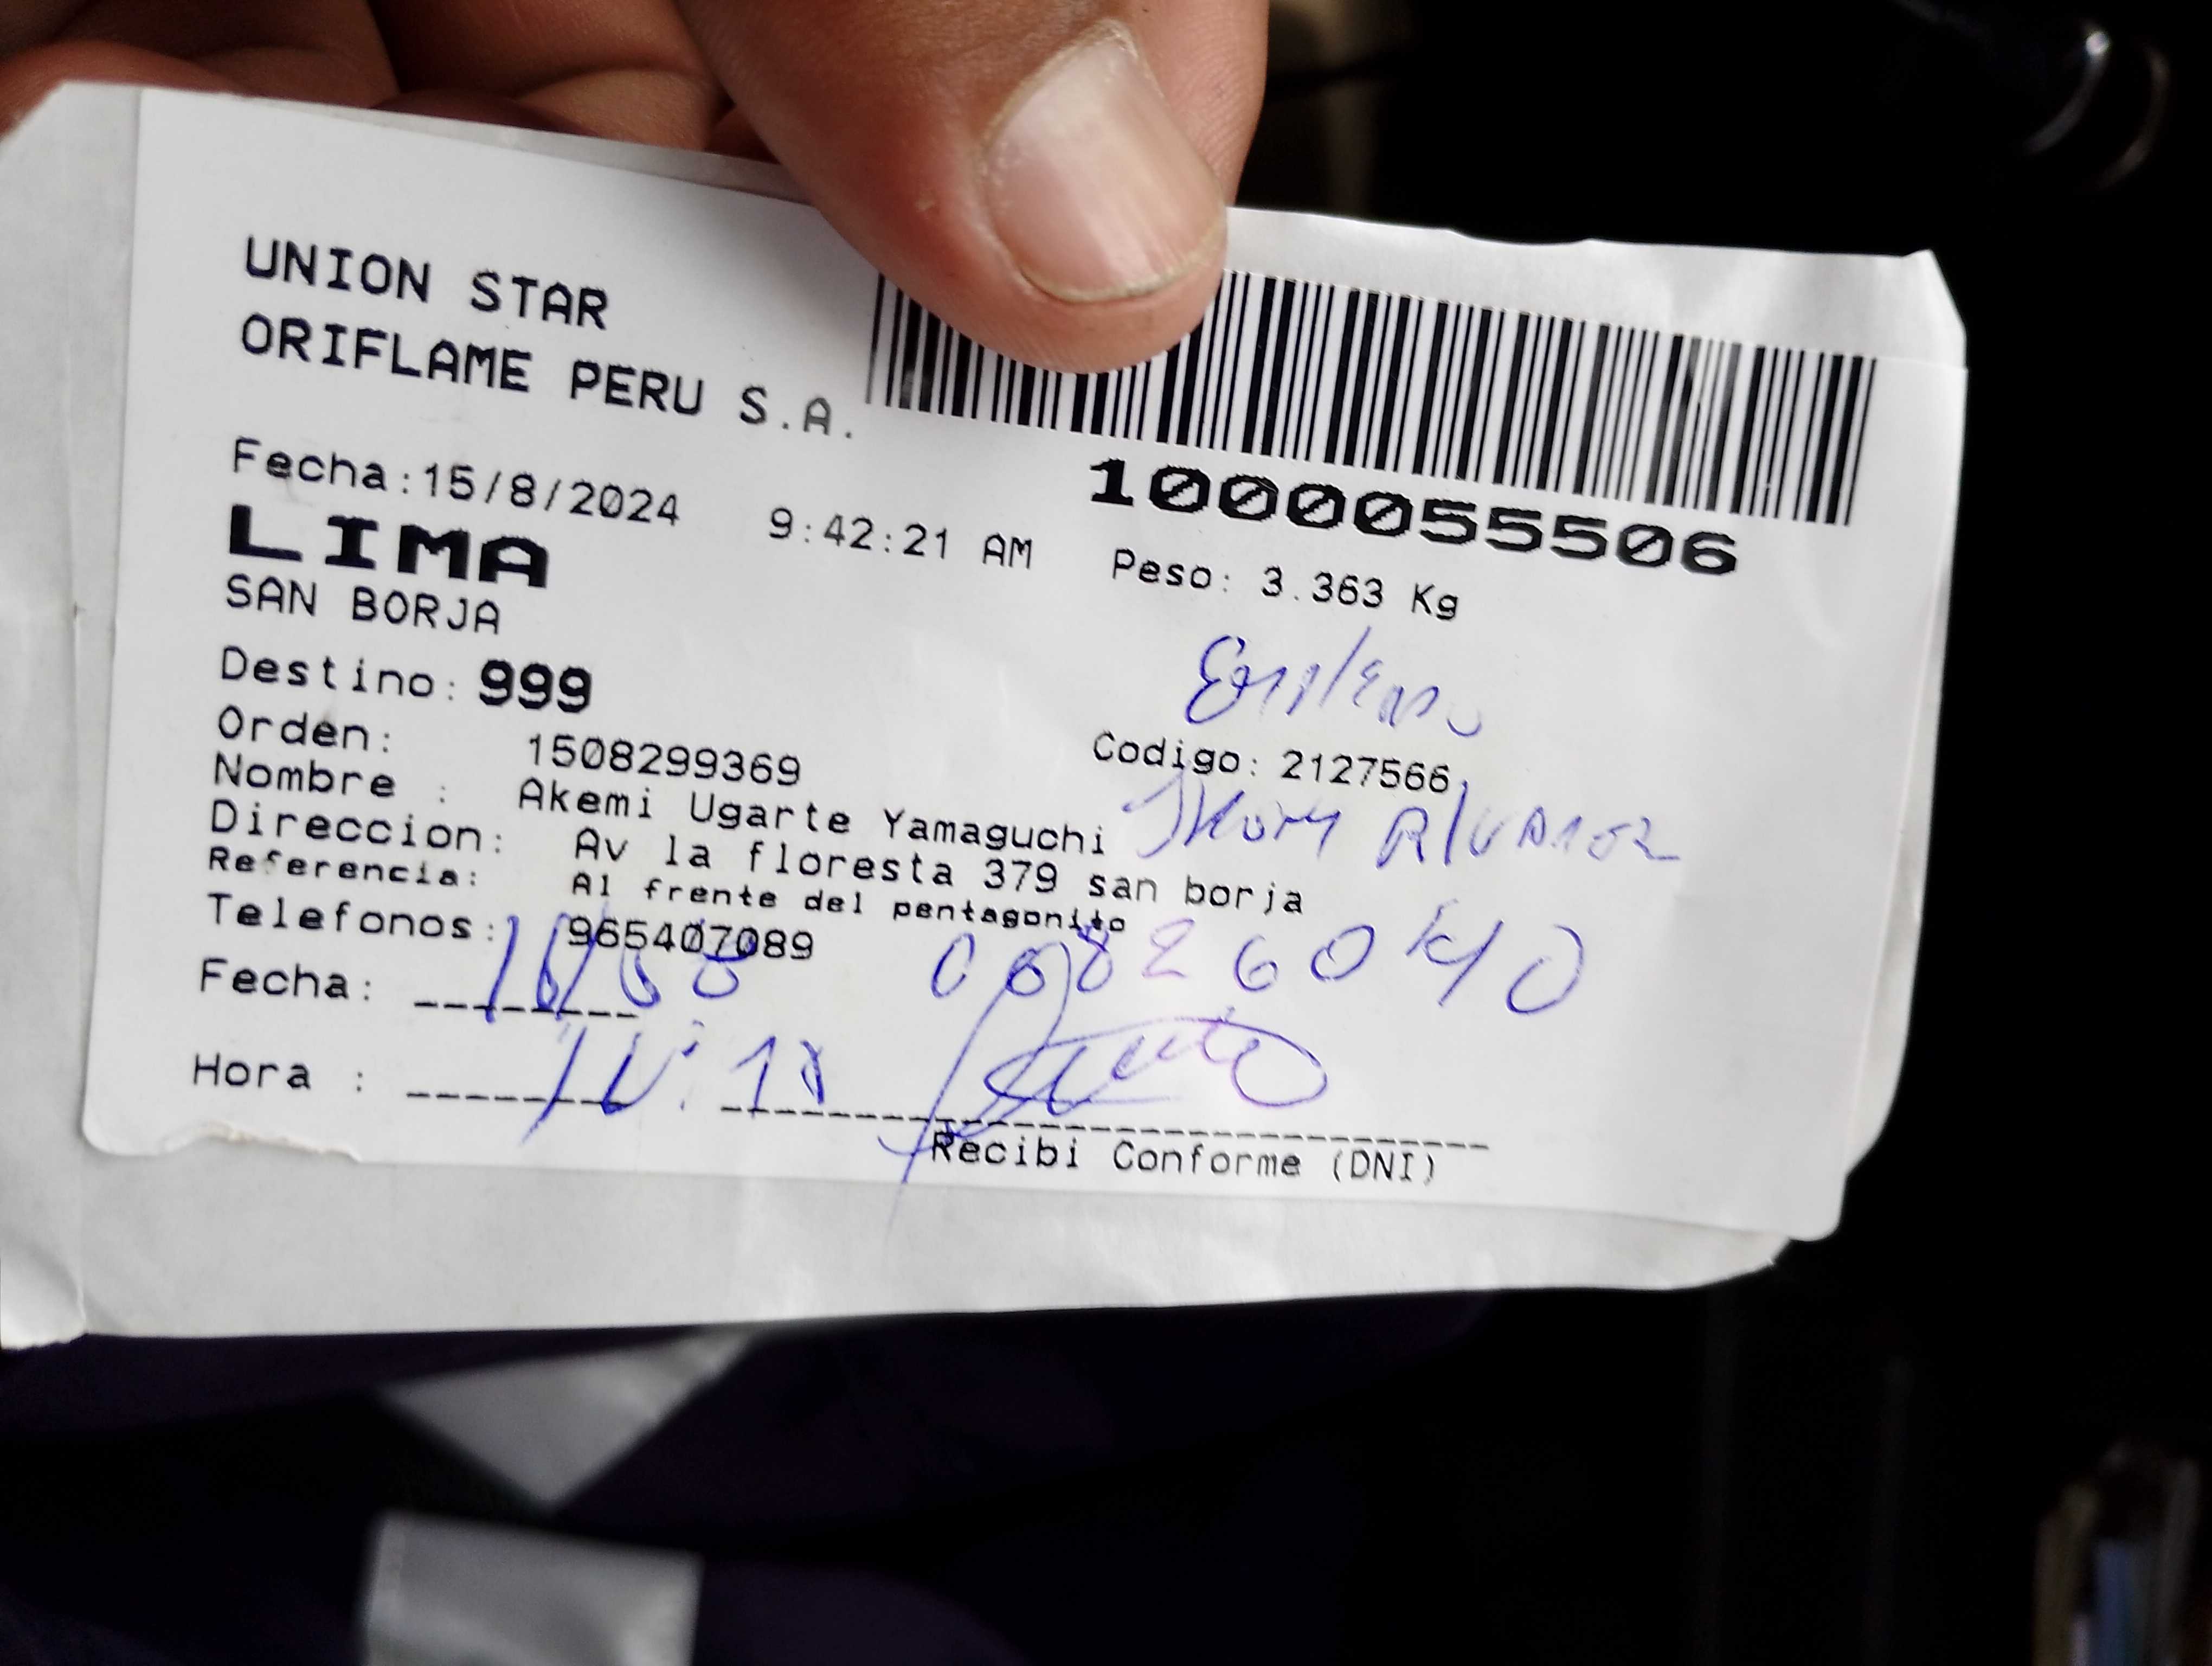 UNION STAR
ORIFLAME PERU S.A.
1000055506
Fecha:15/8/2024 9:42:21 AM Peso: 3.363 Kg
LIMA
SAN BORJA
Destino: 999
Orden: 1508299369 Codigo: 2127566
Nombre : Akemi Ugarte Yamaguchi
Direccion: Av la floresta 379 san borja
Referencia: Al frente del pentagonito
Telefonos: 965407089
Fecha: 16/08
Hora :
Recibi Conforme (DNI)